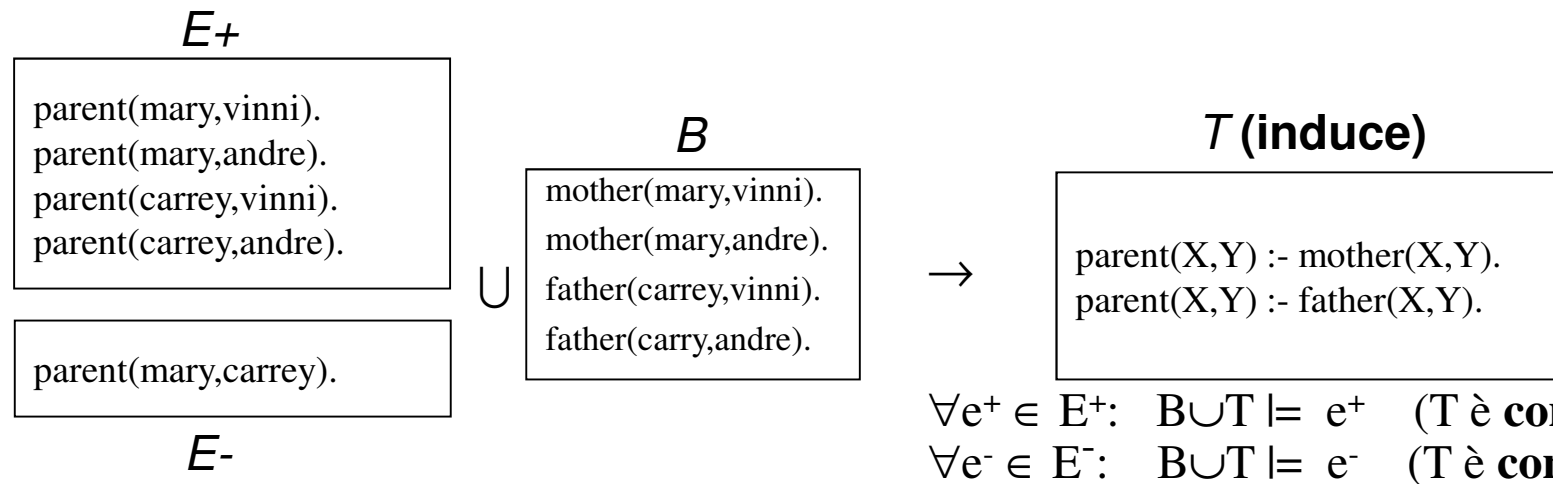 E+
parent(mary,vinni).
parent(mary,andre).
parent(carrey,vinni).
parent(carrey,andre).
parent(mary,carrey).
E-
∪
B
mother(mary,vinni).
mother(mary,andre).
father(carrey,vinni).
father(carry,andre).
→
T (induce)
parent(X,Y) :- mother(X,Y).
parent(X,Y) :- father(X,Y).
∀e⁺ ∈ E⁺: B∪T |= e⁺ (T è
∀e⁻ ∈ E⁻: B∪T |= e⁻ (T è